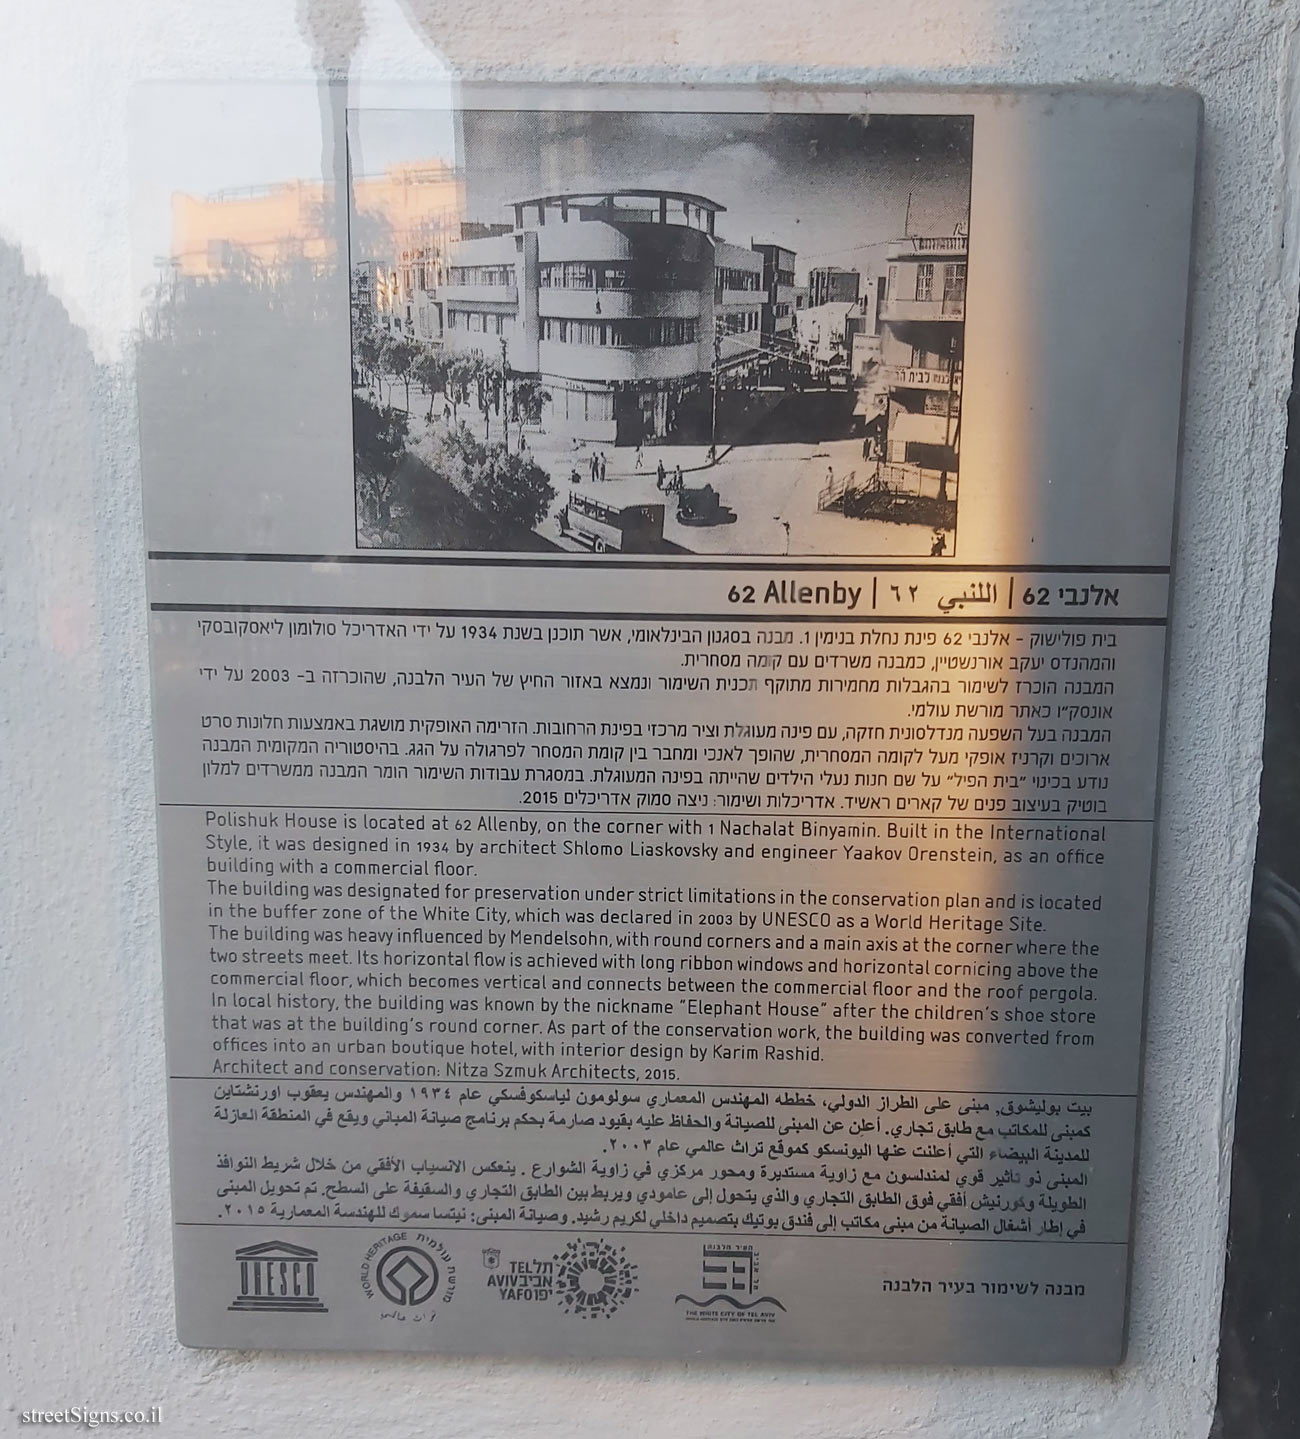 אלנבי 62 | اللنبي ٦٢ | 62 Allenby
בית פולישוק - אלנבי 62 פינת נחלת בנימין 1. מבנה בסגנון הבינלאומי, אשר תוכנן בשנת 1934 על ידי האדריכל סולומון ליאסקובסקי
והמהנדס יעקב אורנשטיין, כמבנה משרדים עם קומה מסחרית.
המבנה הוכרז לשימור בהגבלות מחמירות מתוקף תכנית השימור ונמצא באזור החיץ של העיר הלבנה, שהוכרזה ב- 2003 על ידי
אונסק״ו כאתר מורשת עולמי.
המבנה בעל השפעה מנדלסונית חזקה, עם פינה מעוגלת וציר מרכזי בפינת הרחובות. הזרימה האופקית מושגת באמצעות חלונות סרט
ארוכים וקרניז אופקי מעל לקומה המסחרית, שהופך לאנכי ומחבר בין קומת המסחר לפרגולה על הגג. בהיסטוריה המקומית המבנה
נודע בכינוי "בית הפיל" על שם חנות נעלי הילדים שהייתה בפינה המעוגלת. במסגרת עבודות השימור הומר המבנה ממשרדים למלון
בוטיק בעיצוב פנים של קארים ראשיד. אדריכלות ושימור: ניצה סמוק אדריכלים 2015.
Polishuk House is located at 62 Allenby, on the corner with 1 Nachalat Binyamin. Built in the International
Style, it was designed in 1934 by architect Shlomo Liaskovsky and engineer Yaakov Orenstein, as an office
building with a commercial floor.
The building was designated for preservation under strict limitations in the conservation plan and is located
in the buffer zone of the White City, which was declared in 2003 by UNESCO as a World Heritage Site.
The building was heavy influenced by Mendelsohn, with round corners and a main axis at the corner where the
two streets meet. Its horizontal flow is achieved with long ribbon windows and horizontal cornicing above the
commercial floor, which becomes vertical and connects between the commercial floor and the roof pergola.
In local history, the building was known by the nickname "Elephant House" after the children's shoe store
that was at the building's round corner. As part of the conservation work, the building was converted from
offices into an urban boutique hotel, with interior design by Karim Rashid.
Architect and conservation: Nitza Szmuk Architects, 2015.
بيت بوليشوق, مبنى على الطراز الدولي، خططه المهندس المعماري سولومون لياسكوفسكي عام ١٩٣٤ والمهندس يعقوب اورنشتاين
كمبنى للمكاتب مع طابق تجاري. أعلن عن المبنى للصيانة والحفاظ عليه بقيود صارمة بحكم برنامج صيانة المباني ويقع في المنطقة العازلة
للمدينة البيضاء التي أعلنت عنها اليونسكو كموقع تراث عالمي عام ٢٠٠٣.
المبنى ذو تأثير قوي لمندلسون مع زاوية مستديرة ومحور مركزي في زاوية الشوارع . ينعكس الانسياب الأفقي من خلال شريط النوافذ
الطويلة وكورنيش أفقي فوق الطابق التجاري والذي يتحول إلى عامودي ويربط بين الطابق التجاري والسقيفة على السطح. تم تحويل المبنى
في إطار أشغال الصيانة من مبنى مكاتب إلى فندق بوتيك بتصميم داخلي لكريم رشيد. وصيانة المبنى: نيتسا سموك للهندسة المعمارية ٢٠١٥.
UNESCO
WORLD HERITAGE מורשת עולמית
تراث عالمي
TEL תל
AVIV אביב
YAFO יפו
העיר הלבנה
תל אביב
THE WHITE CITY OF TEL AVIV
מבנה לשימור בעיר הלבנה
streetSigns.co.il